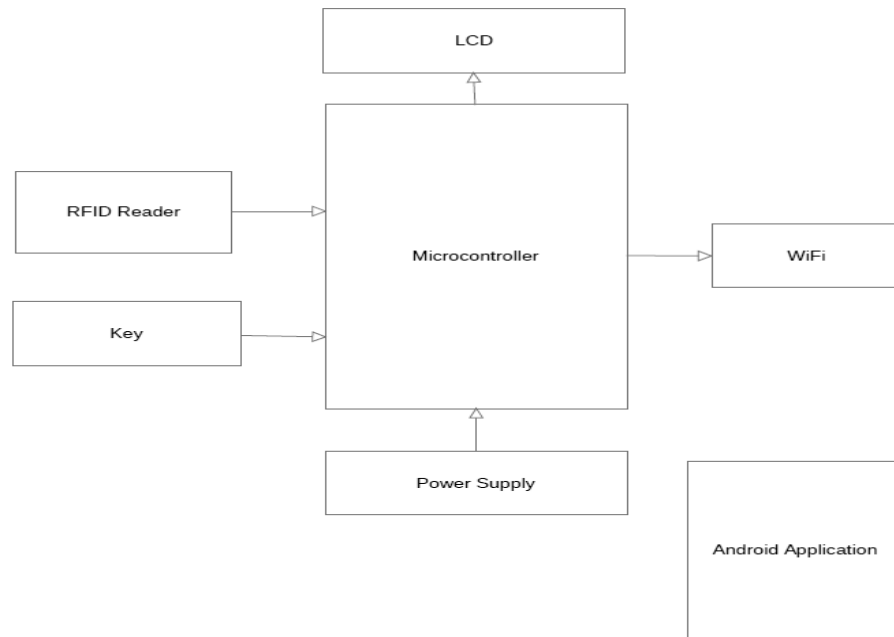 LCD
RFID Reader
Microcontroller
WiFi
Key
Power Supply
Android Application